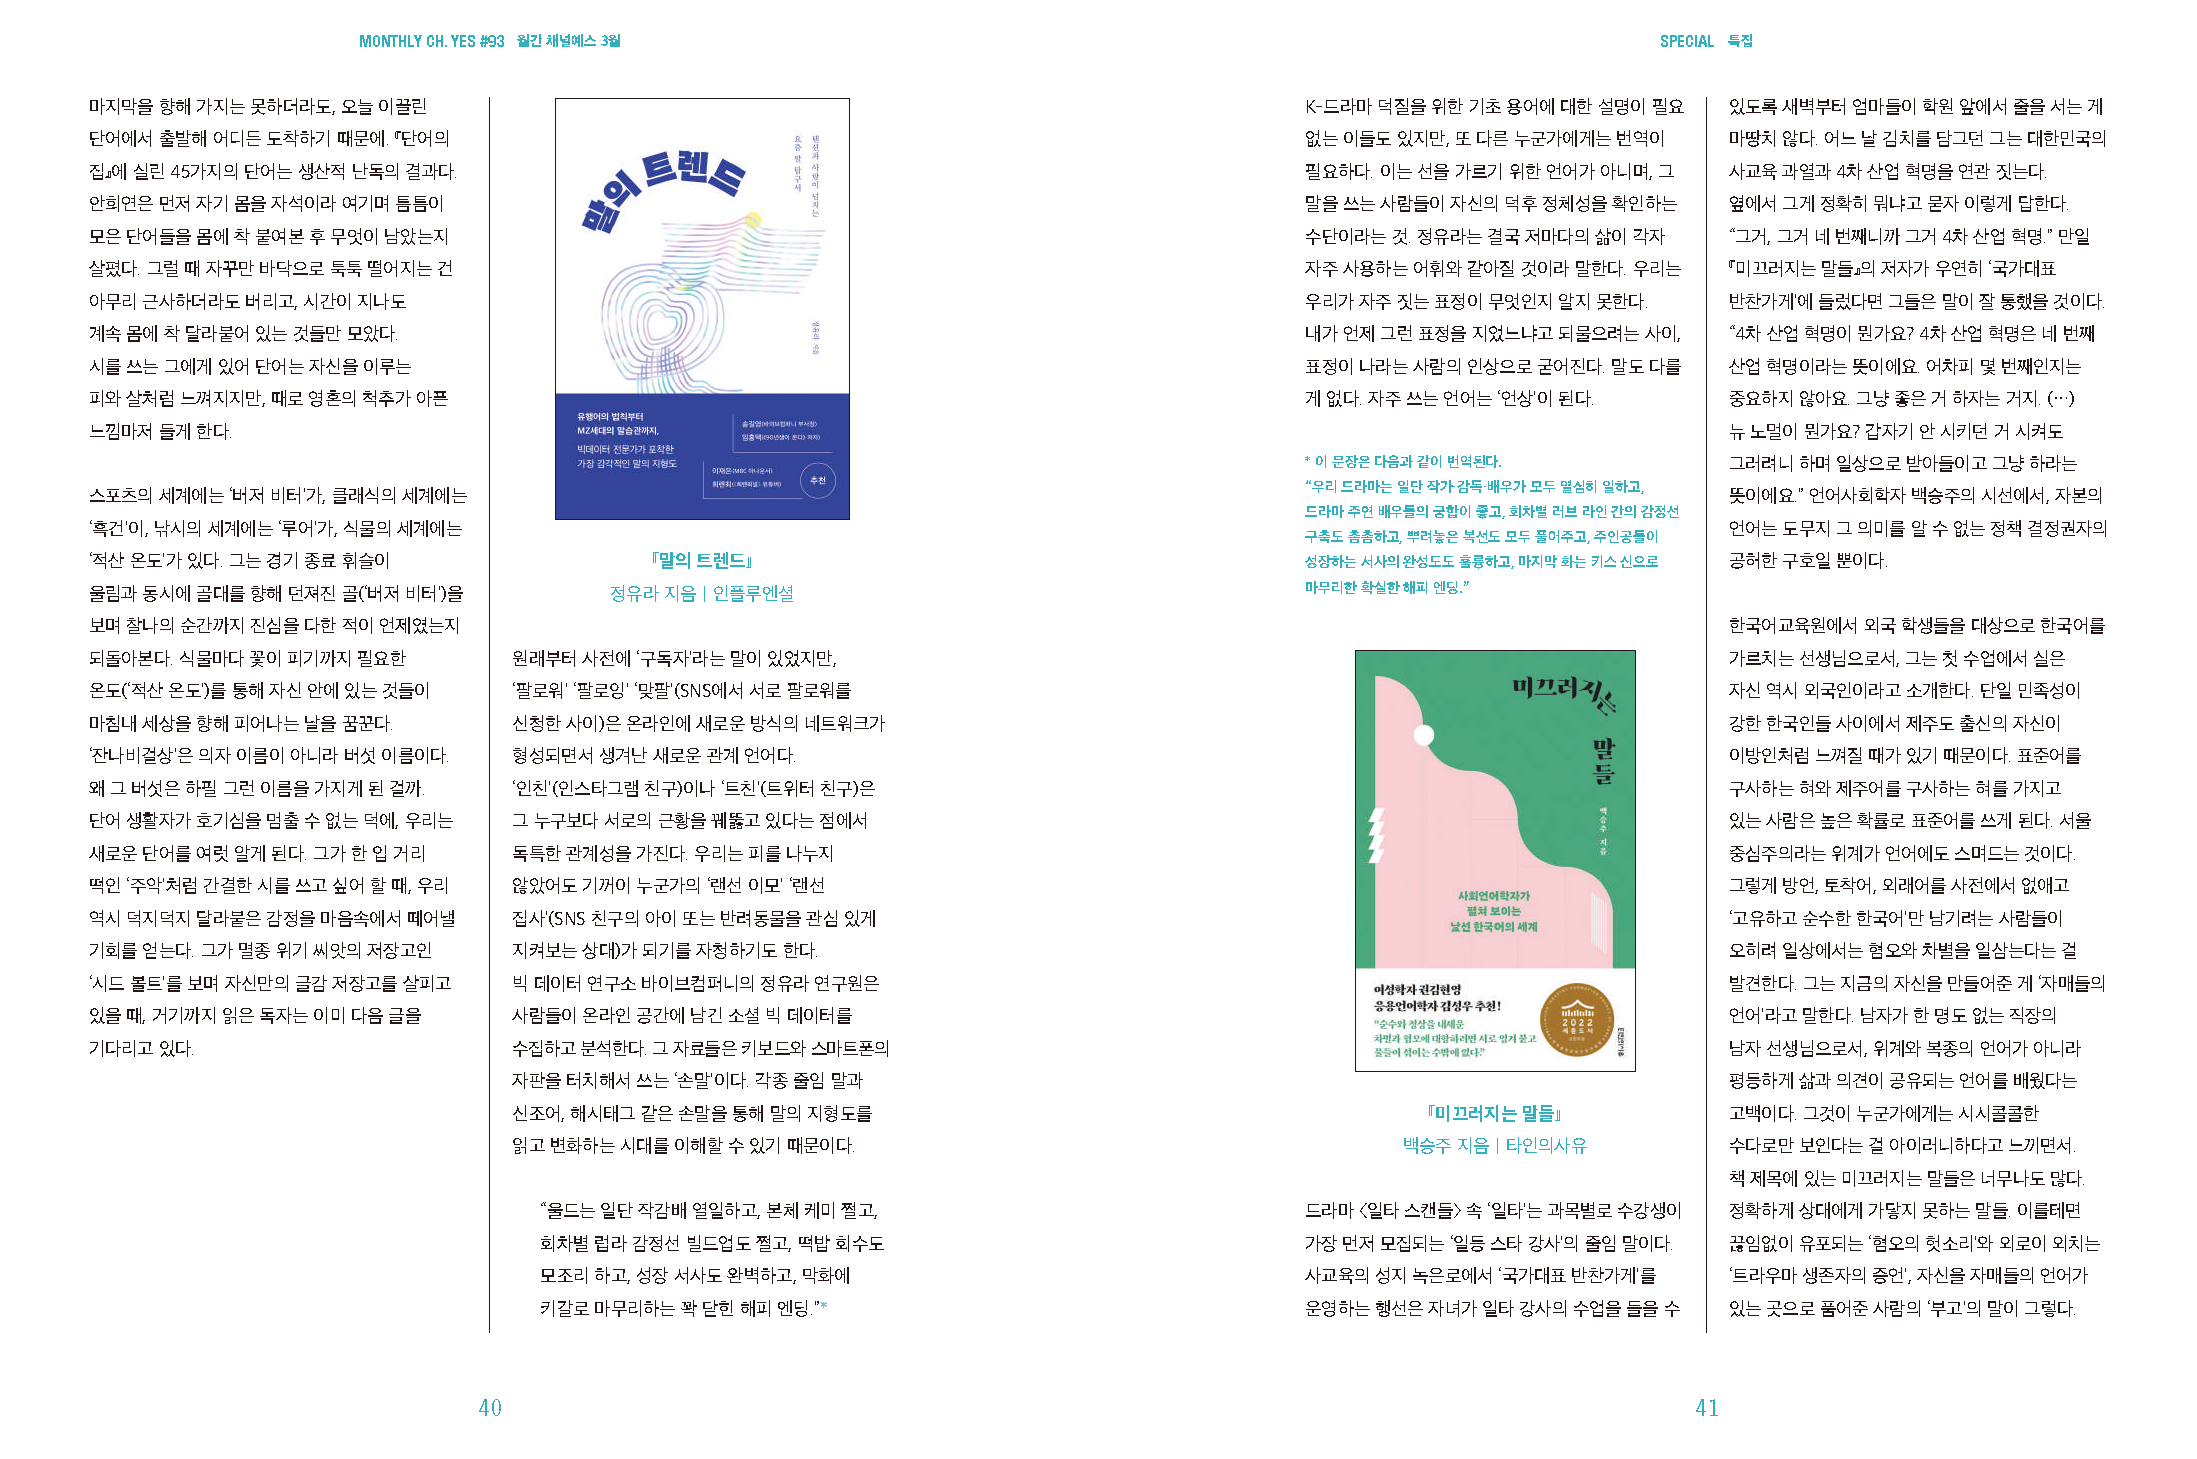 MONTHLY CH. YES #93 월간 채널예스 3월
마지막을 향해 가지는 못하더라도, 오늘 이끌린
단어에서 출발해 어디든 도착하기 때문에. 『단어의
집』에 실린 45가지의 단어는 생산적 난독의 결과다.
안희연은 먼저 자기 몸을 자석이라 여기며 틈틈이
모은 단어들을 몸에 착 붙여본 후 무엇이 남았는지
살폈다. 그럴 때 자꾸만 바닥으로 툭툭 떨어지는 건
아무리 근사하더라도 버리고, 시간이 지나도
계속 몸에 착 달라붙어 있는 것들만 모았다.
시를 쓰는 그에게 있어 단어는 자신을 이루는
피와 살처럼 느껴지지만, 때로 영혼의 척추가 아픈
느낌마저 들게 한다.
스포츠의 세계에는 ‘버저 비터’가, 클래식의 세계에는
‘흑건’이, 낚시의 세계에는 ‘루어’가, 식물의 세계에는
‘적산 온도’가 있다. 그는 경기 종료 휘슬이
울림과 동시에 골대를 향해 던져진 골(‘버저 비터’)을
보며 찰나의 순간까지 진심을 다한 적이 언제였는지
되돌아본다. 식물마다 꽃이 피기까지 필요한
온도(‘적산 온도’)를 통해 자신 안에 있는 것들이
마침내 세상을 향해 피어나는 날을 꿈꾼다.
‘잔나비걸상’은 의자 이름이 아니라 버섯 이름이다.
왜 그 버섯은 하필 그런 이름을 가지게 된 걸까.
단어 생활자가 호기심을 멈출 수 없는 덕에, 우리는
새로운 단어를 여럿 알게 된다. 그가 한 입 거리
떡인 ‘주악’처럼 간결한 시를 쓰고 싶어 할 때, 우리
역시 덕지덕지 달라붙은 감정을 마음속에서 떼어낼
기회를 얻는다. 그가 멸종 위기 씨앗의 저장고인
‘시드 볼트’를 보며 자신만의 글감 저장고를 살피고
있을 때, 거기까지 읽은 독자는 이미 다음 글을
기다리고 있다.
말의 트렌드
텐션과 사랑이 넘치는
요즘 말 탐구서
정유라 지음
유행어의 법칙부터
MZ세대의 말습관까지,
빅데이터 전문가가 포착한
가장 감각적인 말의 지형도
송길영(바이브컴퍼니 부사장)
임홍택(《90년생이 온다》 저자)
이재은(MBC 아나운서)
추천
『말의 트렌드』
정유라 지음 | 인플루엔셜
원래부터 사전에 ‘구독자’라는 말이 있었지만,
‘팔로워’ ‘팔로잉’ ‘맞팔’(SNS에서 서로 팔로워를
신청한 사이)은 온라인에 새로운 방식의 네트워크가
형성되면서 생겨난 새로운 관계 언어다.
‘인친’(인스타그램 친구)이나 ‘트친’(트위터 친구)은
그 누구보다 서로의 근황을 꿰뚫고 있다는 점에서
독특한 관계성을 가진다. 우리는 피를 나누지
않았어도 기꺼이 누군가의 ‘랜선 이모’ ‘랜선
집사’(SNS 친구의 아이 또는 반려동물을 관심 있게
지켜보는 상대)가 되기를 자청하기도 한다.
빅 데이터 연구소 바이브컴퍼니의 정유라 연구원은
사람들이 온라인 공간에 남긴 소셜 빅 데이터를
수집하고 분석한다. 그 자료들은 키보드와 스마트폰의
자판을 터치해서 쓰는 ‘손말’이다. 각종 줄임 말과
신조어, 해시태그 같은 손말을 통해 말의 지형도를
읽고 변화하는 시대를 이해할 수 있기 때문이다.
“울드는 일단 작감배 열일하고, 본체 케미 쩔고,
회차별 럽라 감정선 빌드업도 쩔고, 떡밥 회수도
모조리 하고, 성장 서사도 완벽하고, 막화에
키갈로 마무리하는 꽉 닫힌 해피 엔딩.”*
40
SPECIAL 특집
K-드라마 덕질을 위한 기초 용어에 대한 설명이 필요
없는 이들도 있지만, 또 다른 누군가에게는 번역이
필요하다. 이는 선을 가르기 위한 언어가 아니며, 그
말을 쓰는 사람들이 자신의 덕후 정체성을 확인하는
수단이라는 것. 정유라는 결국 저마다의 삶이 각자
자주 사용하는 어휘와 같아질 것이라 말한다. 우리는
우리가 자주 짓는 표정이 무엇인지 알지 못한다.
내가 언제 그런 표정을 지었느냐고 되물으려는 사이,
표정이 나라는 사람의 인상으로 굳어진다. 말도 다를
게 없다. 자주 쓰는 언어는 ‘언상’이 된다.
* 이 문장은 다음과 같이 번역된다.
“우리 드라마는 일단 작가·감독·배우가 모두 열심히 일하고,
드라마 주연 배우들의 궁합이 좋고, 회차별 러브 라인 간의 감정선
구축도 촘촘하고, 뿌려놓은 복선도 모두 풀어주고, 주인공들이
성장하는 서사의 완성도도 훌륭하고, 마지막 화는 키스 신으로
마무리한 확실한 해피 엔딩.”
미끄러지는
말들
백승주 지음
사회언어학자가
펼쳐 보이는
낯선 한국어의 세계
여성학자 권김현영
응용언어학자 김성우 추천!
“순수와 정상을 내세운
차별과 혐오에 대항하려면 서로 엉겨 붙고
물들이 섞이는 수밖에 없다.”
2022
세종도서
타인의사유
『미끄러지는 말들』
백승주 지음 | 타인의사유
드라마 〈일타 스캔들〉 속 ‘일타’는 과목별로 수강생이
가장 먼저 모집되는 ‘일등 스타 강사’의 줄임 말이다.
사교육의 성지 녹은로에서 ‘국가대표 반찬가게’를
운영하는 행선은 자녀가 일타 강사의 수업을 들을 수
있도록 새벽부터 엄마들이 학원 앞에서 줄을 서는 게
마땅치 않다. 어느 날 김치를 담그던 그는 대한민국의
사교육 과열과 4차 산업 혁명을 연관 짓는다.
옆에서 그게 정확히 뭐냐고 묻자 이렇게 답한다.
“그거, 그거 네 번째니까 그거 4차 산업 혁명.” 만일
『미끄러지는 말들』의 저자가 우연히 ‘국가대표
반찬가게’에 들렀다면 그들은 말이 잘 통했을 것이다.
“4차 산업 혁명이 뭔가요? 4차 산업 혁명은 네 번째
산업 혁명이라는 뜻이에요. 어차피 몇 번째인지는
중요하지 않아요. 그냥 좋은 거 하자는 거지. (…)
뉴 노멀이 뭔가요? 갑자기 안 시키던 거 시켜도
그러려니 하며 일상으로 받아들이고 그냥 하라는
뜻이에요.” 언어사회학자 백승주의 시선에서, 자본의
언어는 도무지 그 의미를 알 수 없는 정책 결정권자의
공허한 구호일 뿐이다.
한국어교육원에서 외국 학생들을 대상으로 한국어를
가르치는 선생님으로서, 그는 첫 수업에서 실은
자신 역시 외국인이라고 소개한다. 단일 민족성이
강한 한국인들 사이에서 제주도 출신의 자신이
이방인처럼 느껴질 때가 있기 때문이다. 표준어를
구사하는 혀와 제주어를 구사하는 혀를 가지고
있는 사람은 높은 확률로 표준어를 쓰게 된다. 서울
중심주의라는 위계가 언어에도 스며드는 것이다.
그렇게 방언, 토착어, 외래어를 사전에서 없애고
‘고유하고 순수한 한국어’만 남기려는 사람들이
오히려 일상에서는 혐오와 차별을 일삼는다는 걸
발견한다. 그는 지금의 자신을 만들어준 게 ‘자매들의
언어’라고 말한다. 남자가 한 명도 없는 직장의
남자 선생님으로서, 위계와 복종의 언어가 아니라
평등하게 삶과 의견이 공유되는 언어를 배웠다는
고백이다. 그것이 누군가에게는 시시콜콜한
수다로만 보인다는 걸 아이러니하다고 느끼면서.
책 제목에 있는 미끄러지는 말들은 너무나도 많다.
정확하게 상대에게 가닿지 못하는 말들. 이를테면
끊임없이 유포되는 ‘혐오의 헛소리’와 외로이 외치는
‘트라우마 생존자의 증언’, 자신을 자매들의 언어가
있는 곳으로 품어준 사람의 ‘부고’의 말이 그렇다.
41